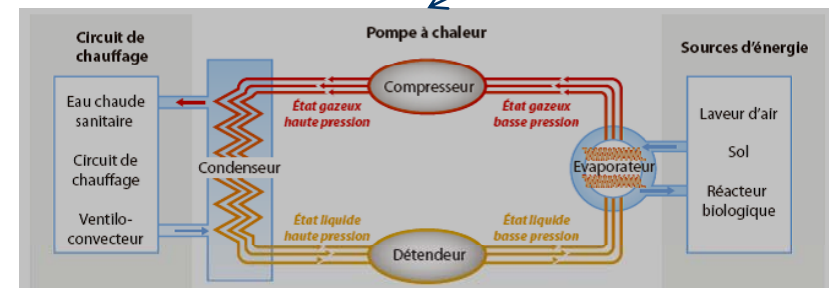 Circuit de
chauffage
Pompe à chaleur
Sources d'énergie
Eau chaude
sanitaire
Circuit de
chauffage
Ventilo-
convecteur
Condenseur
Compresseur
État gazeux
haute pression
État gazeux
basse pression
Evaporateur
État liquide
haute pression
État liquide
basse pression
Détendeur
Laveur d'air
Sol
Réacteur
biologique